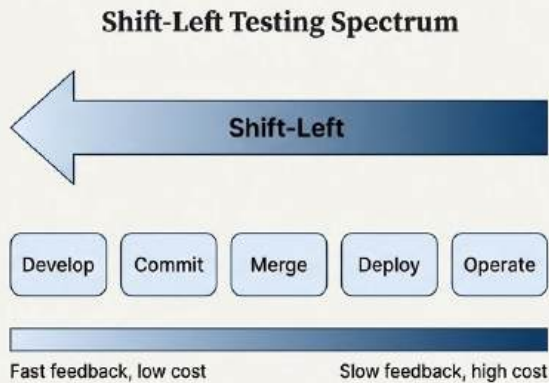 Shift-Left Testing Spectrum
Shift-Left
Develop Commit Merge Deploy Operate
Fast feedback, low cost Slow feedback, high cost